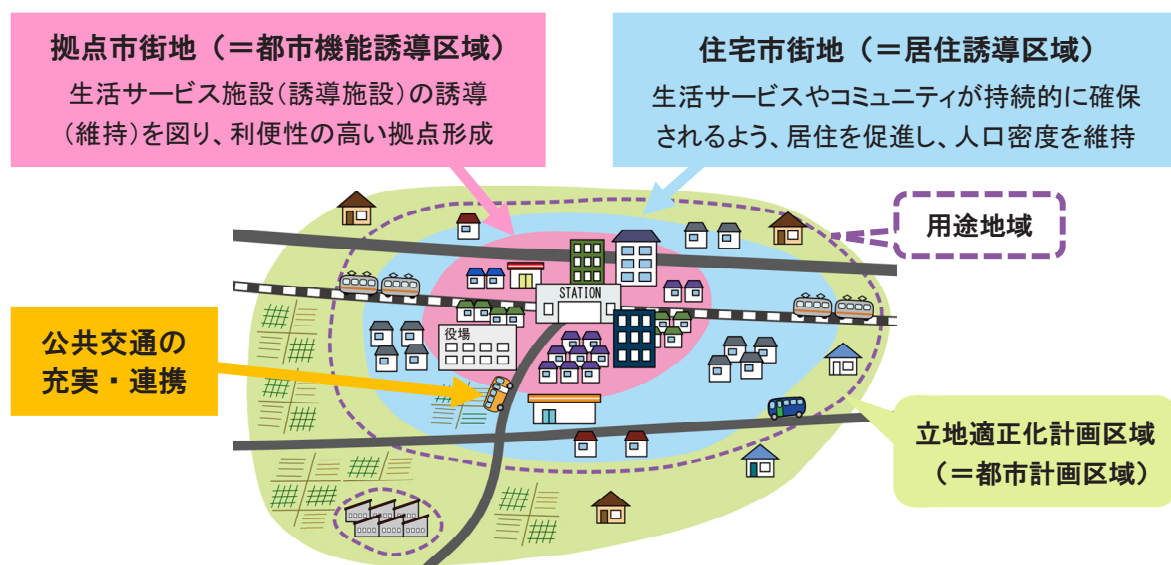 拠点市街地（＝都市機能誘導区域）
生活サービス施設（誘導施設）の誘導
（維持）を図り、利便性の高い拠点形成
住宅市街地（＝居住誘導区域）
生活サービスやコミュニティが持続的に確保
されるよう、居住を促進し、人口密度を維持
用途地域
STATION
役場
公共交通の
充実・連携
立地適正化計画区域
（＝都市計画区域）